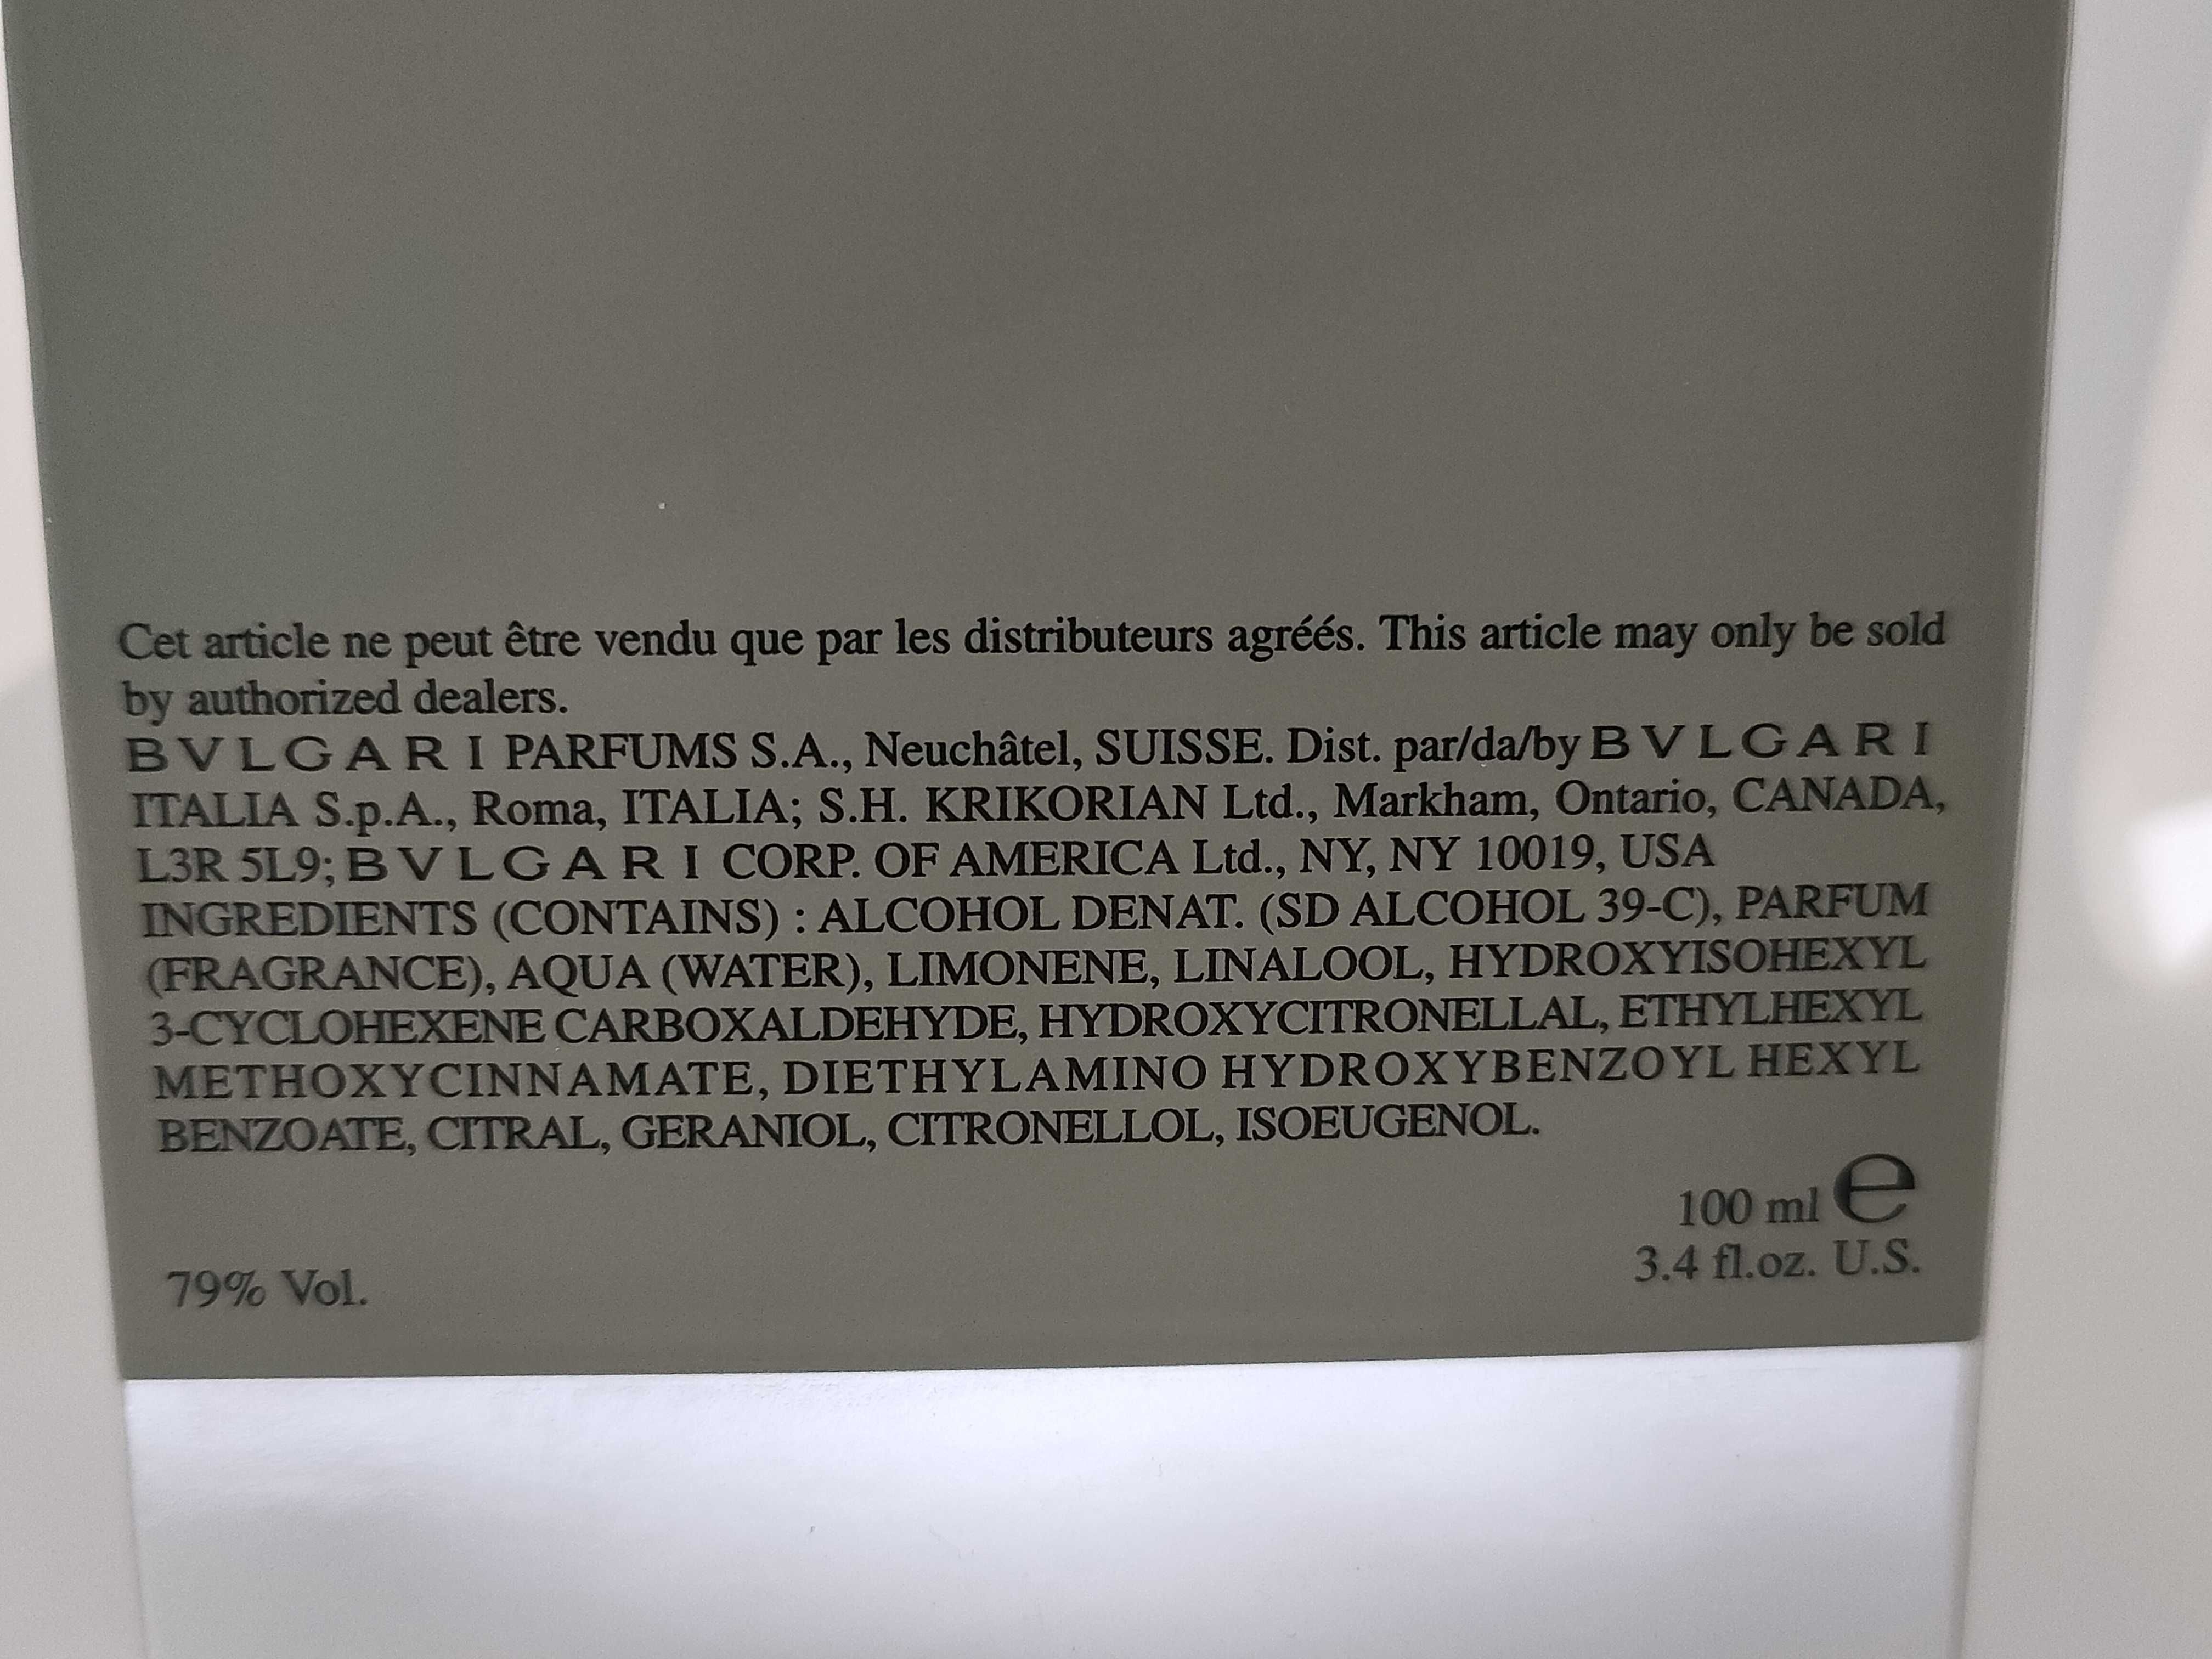 Cet article ne peut être vendu que par les distributeurs agréés. This article may only be sold
by authorized dealers.
BVLGARI PARFUMS S.A., Neuchâtel, SUISSE. Dist. par/da/by BVLGARI
ITALIA S.p.A., Roma, ITALIA; S.H. KRIKORIAN Ltd., Markham, Ontario, CANADA,
L3R 5L9; BVLGARI CORP. OF AMERICA Ltd., NY, NY 10019, USA
INGREDIENTS (CONTAINS) : ALCOHOL DENAT. (SD ALCOHOL 39-C), PARFUM
(FRAGRANCE), AQUA (WATER), LIMONENE, LINALOOL, HYDROXYISOHEXYL
3-CYCLOHEXENE CARBOXALDEHYDE, HYDROXYCITRONELLAL, ETHYLHEXYL
METHOXYCINNAMATE, DIETHYLAMINO HYDROXYBENZOYL HEXYL
BENZOATE, CITRAL, GERANIOL, CITRONELLOL, ISOEUGENOL.
100 ml e
3.4 fl.oz. U.S.
79% Vol.